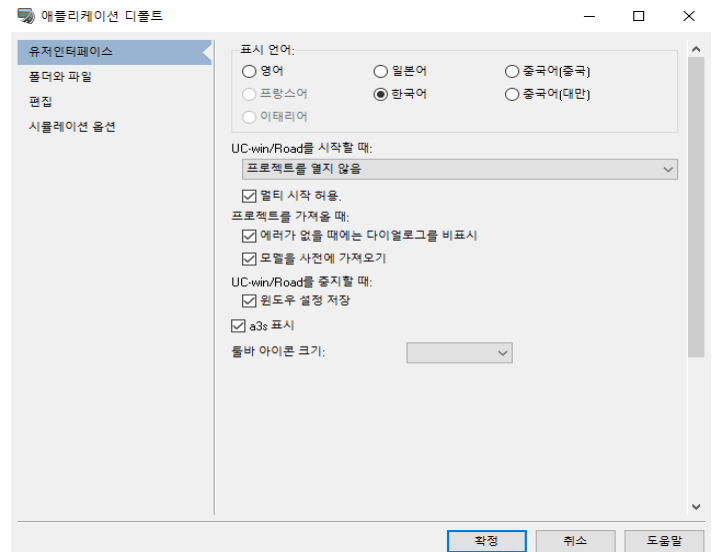 애플리케이션 디폴트
유저인터페이스
폴더와 파일
편집
시뮬레이션 옵션
표시 언어:
영어 일본어 중국어(중국)
프랑스어 한국어 중국어(대만)
이태리어
UC-win/Road를 시작할 때:
프로젝트를 열지 않음
멀티 시작 허용.
프로젝트를 가져올 때:
에러가 없을 때에는 다이얼로그를 비표시
모델을 사전에 가져오기
UC-win/Road를 중지할 때:
윈도우 설정 저장
a3s 표시
툴바 아이콘 크기:
확정 취소 도움말